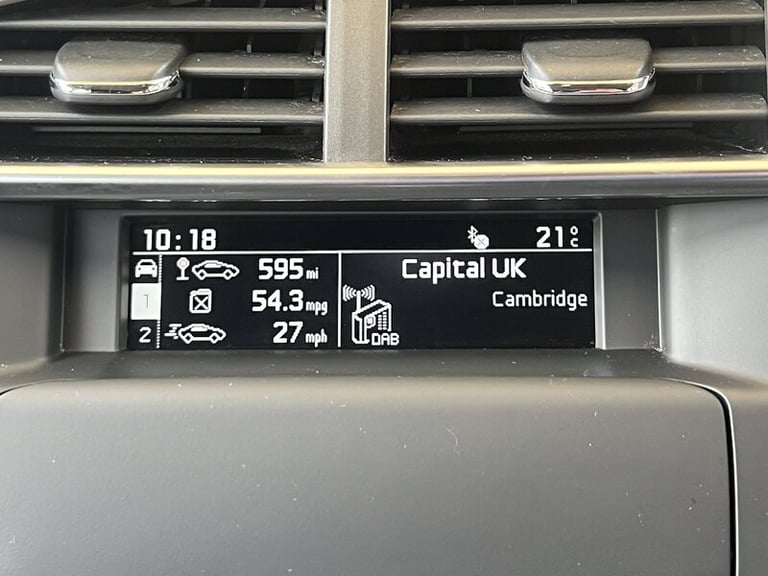 10:18 21°C
595 mi Capital UK
1 54.3 mpg Cambridge
2 27 mph DAB